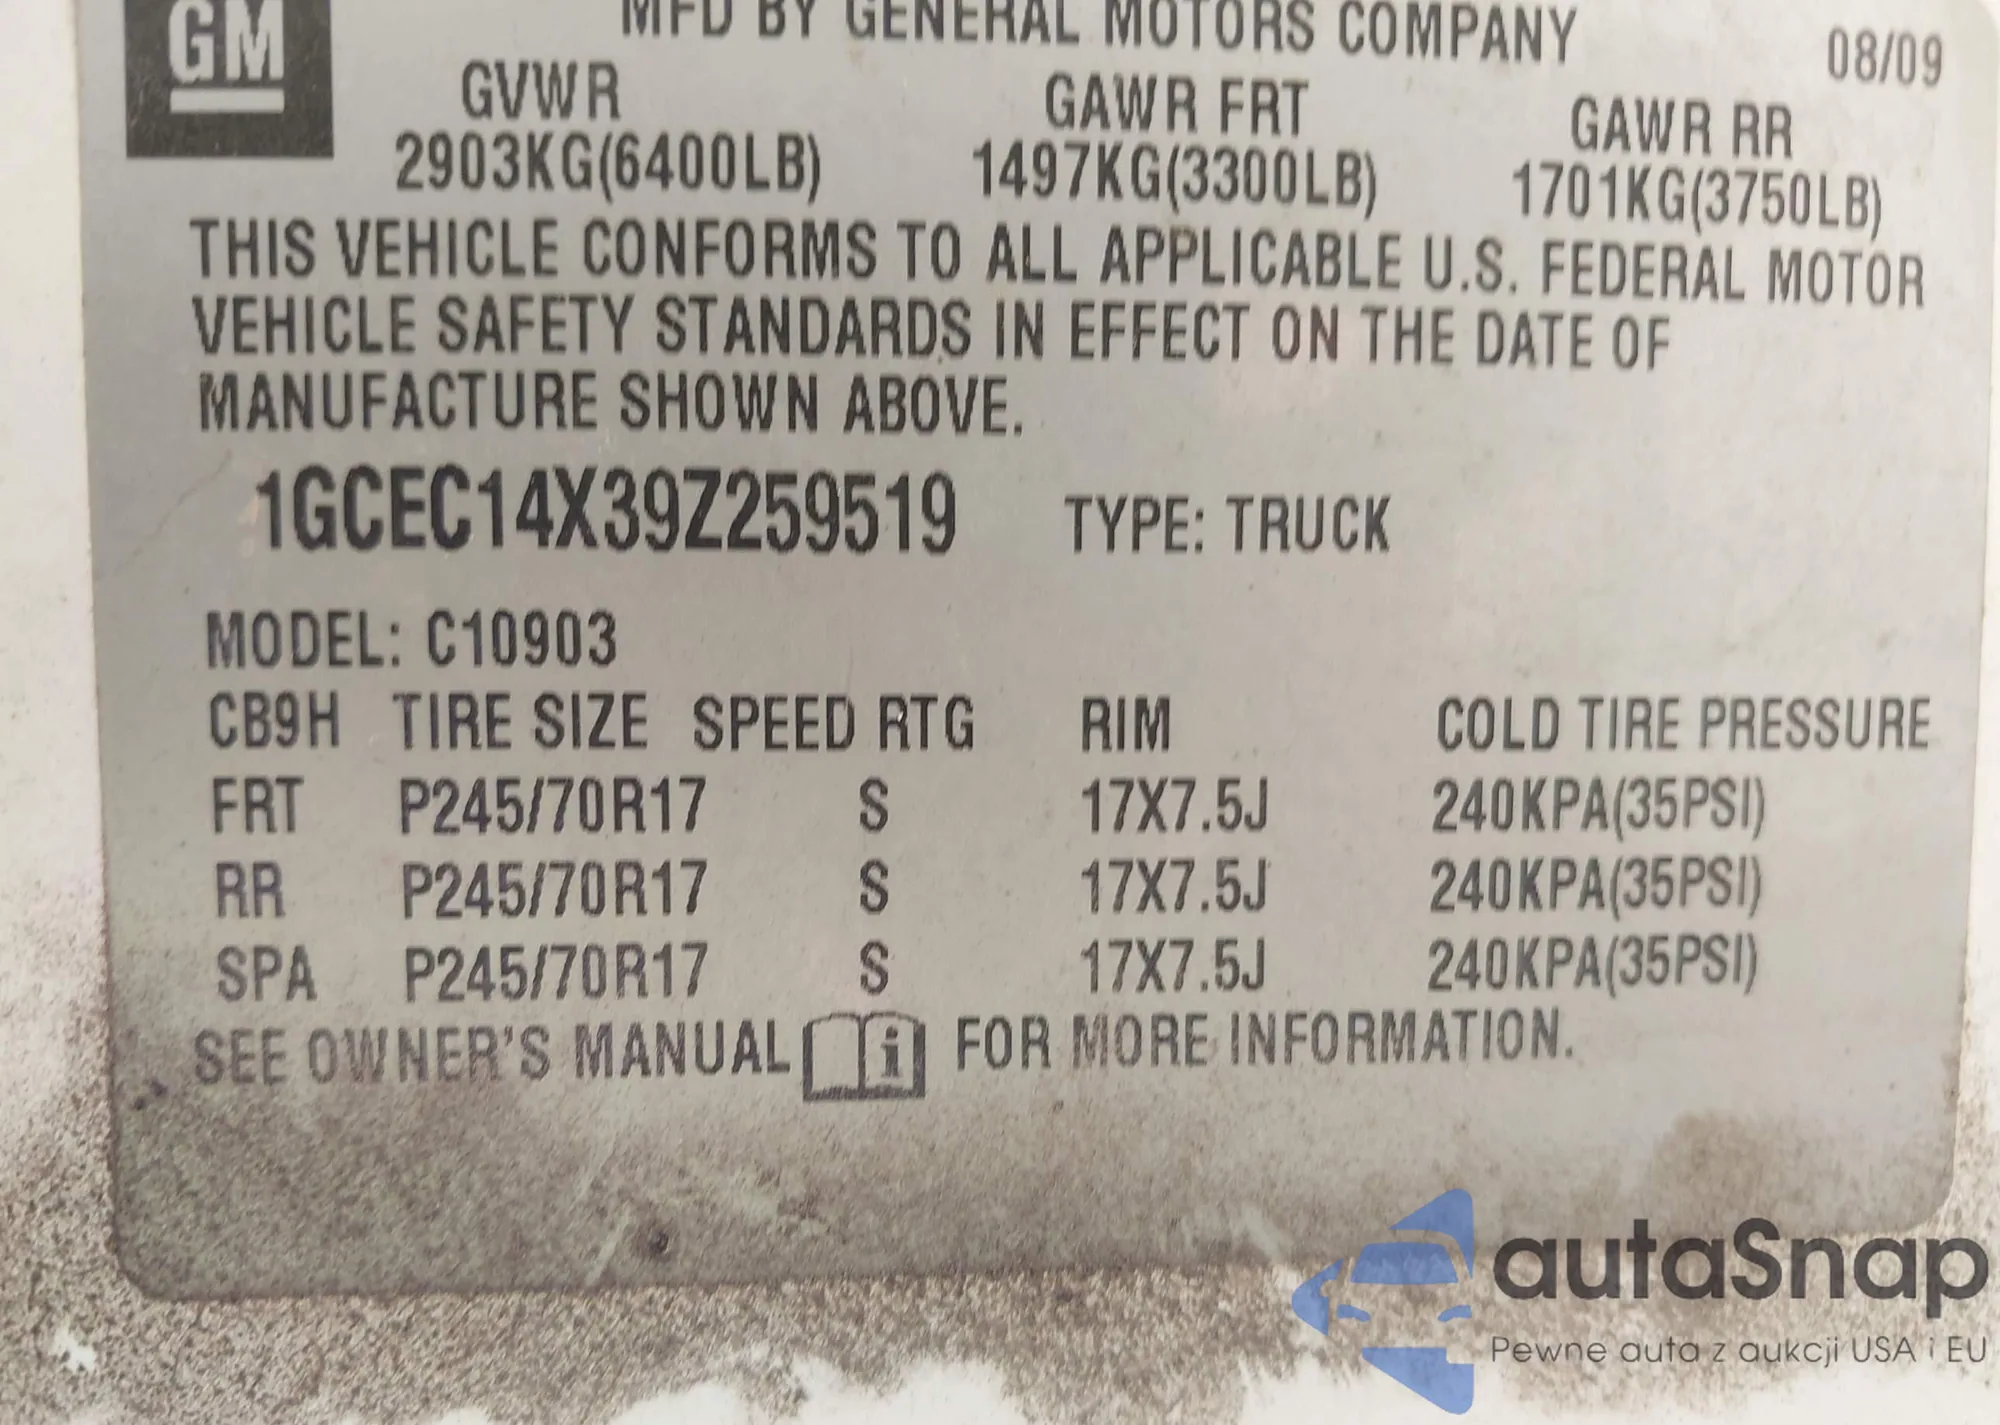 GM
MFD BY GENERAL MOTORS COMPANY
08/09
GVWR GAWR FRT GAWR RR
2903KG(6400LB) 1497KG(3300LB) 1701KG(3750LB)
THIS VEHICLE CONFORMS TO ALL APPLICABLE U.S. FEDERAL MOTOR
VEHICLE SAFETY STANDARDS IN EFFECT ON THE DATE OF
MANUFACTURE SHOWN ABOVE.
1GCEC14X39Z259519 TYPE: TRUCK
MODEL: C10903
CB9H TIRE SIZE SPEED RTG RIM COLD TIRE PRESSURE
FRT P245/70R17 S 17X7.5J 240KPA(35PSI)
RR P245/70R17 S 17X7.5J 240KPA(35PSI)
SPA P245/70R17 S 17X7.5J 240KPA(35PSI)
SEE OWNER'S MANUAL i FOR MORE INFORMATION.
autaSnap
Pewne auta z aukcji USA i EU